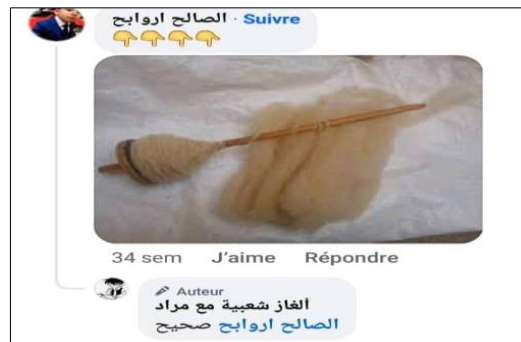 الصالح اروابح · Suivre
👇👇👇👇
34 sem J'aime Répondre
Auteur
ألغاز شعبية مع مراد
الصالح اروابح صحيح